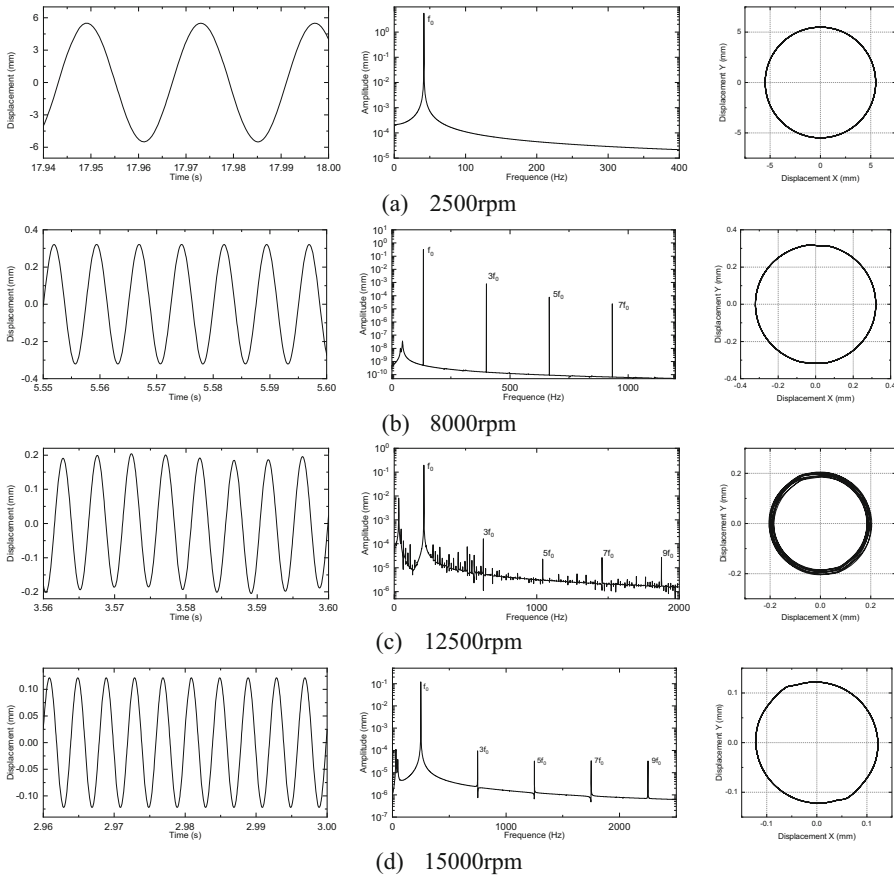 Displacement (mm)
6
3
0
-3
-6
17.94 17.95 17.96 17.97 17.98 17.99 18.00
Time (s)
Amplitude (mm)
10^0
10^-1
10^-2
10^-3
10^-4
10^-5
f₀
0 100 200 300 400
Frequence (Hz)
Displacement Y (mm)
5
0
-5
-5 0 5
Displacement X (mm)
(a) 2500rpm
Displacement (mm)
0.4
0.2
0.0
-0.2
-0.4
5.55 5.56 5.57 5.58 5.59 5.60
Time (s)
Amplitude (mm)
10^1
10^0
10^-1
10^-2
10^-3
10^-4
10^-5
10^-6
10^-7
10^-8
10^-9
10^-10
f₀
3f₀
5f₀
7f₀
0 500 1000
Frequence (Hz)
Displacement Y (mm)
0.4
0.2
0.0
-0.2
-0.4
-0.4 -0.2 0.0 0.2 0.4
Displacement X (mm)
(b) 8000rpm
Displacement (mm)
0.2
0.1
0.0
-0.1
-0.2
3.56 3.57 3.58 3.59 3.60
Time (s)
Amplitude (mm)
10^0
10^-1
10^-2
10^-3
10^-4
10^-5
10^-6
f₀
3f₀
5f₀
7f₀
9f₀
0 500 1000 1500 2000
Frequence (Hz)
Displacement Y (mm)
0.2
0.0
-0.2
-0.2 0.0 0.2
Displacement X (mm)
(c) 12500rpm
Displacement (mm)
0.10
0.05
0.00
-0.05
-0.10
2.96 2.97 2.98 2.99 3.00
Time (s)
Amplitude (mm)
10^-1
10^-2
10^-3
10^-4
10^-5
10^-6
10^-7
f₀
3f₀
5f₀
7f₀
9f₀
0 500 1000 1500 2000
Frequence (Hz)
Displacement Y (mm)
0.1
0.0
-0.1
-0.1 0.0 0.1
Displacement X (mm)
(d) 15000rpm